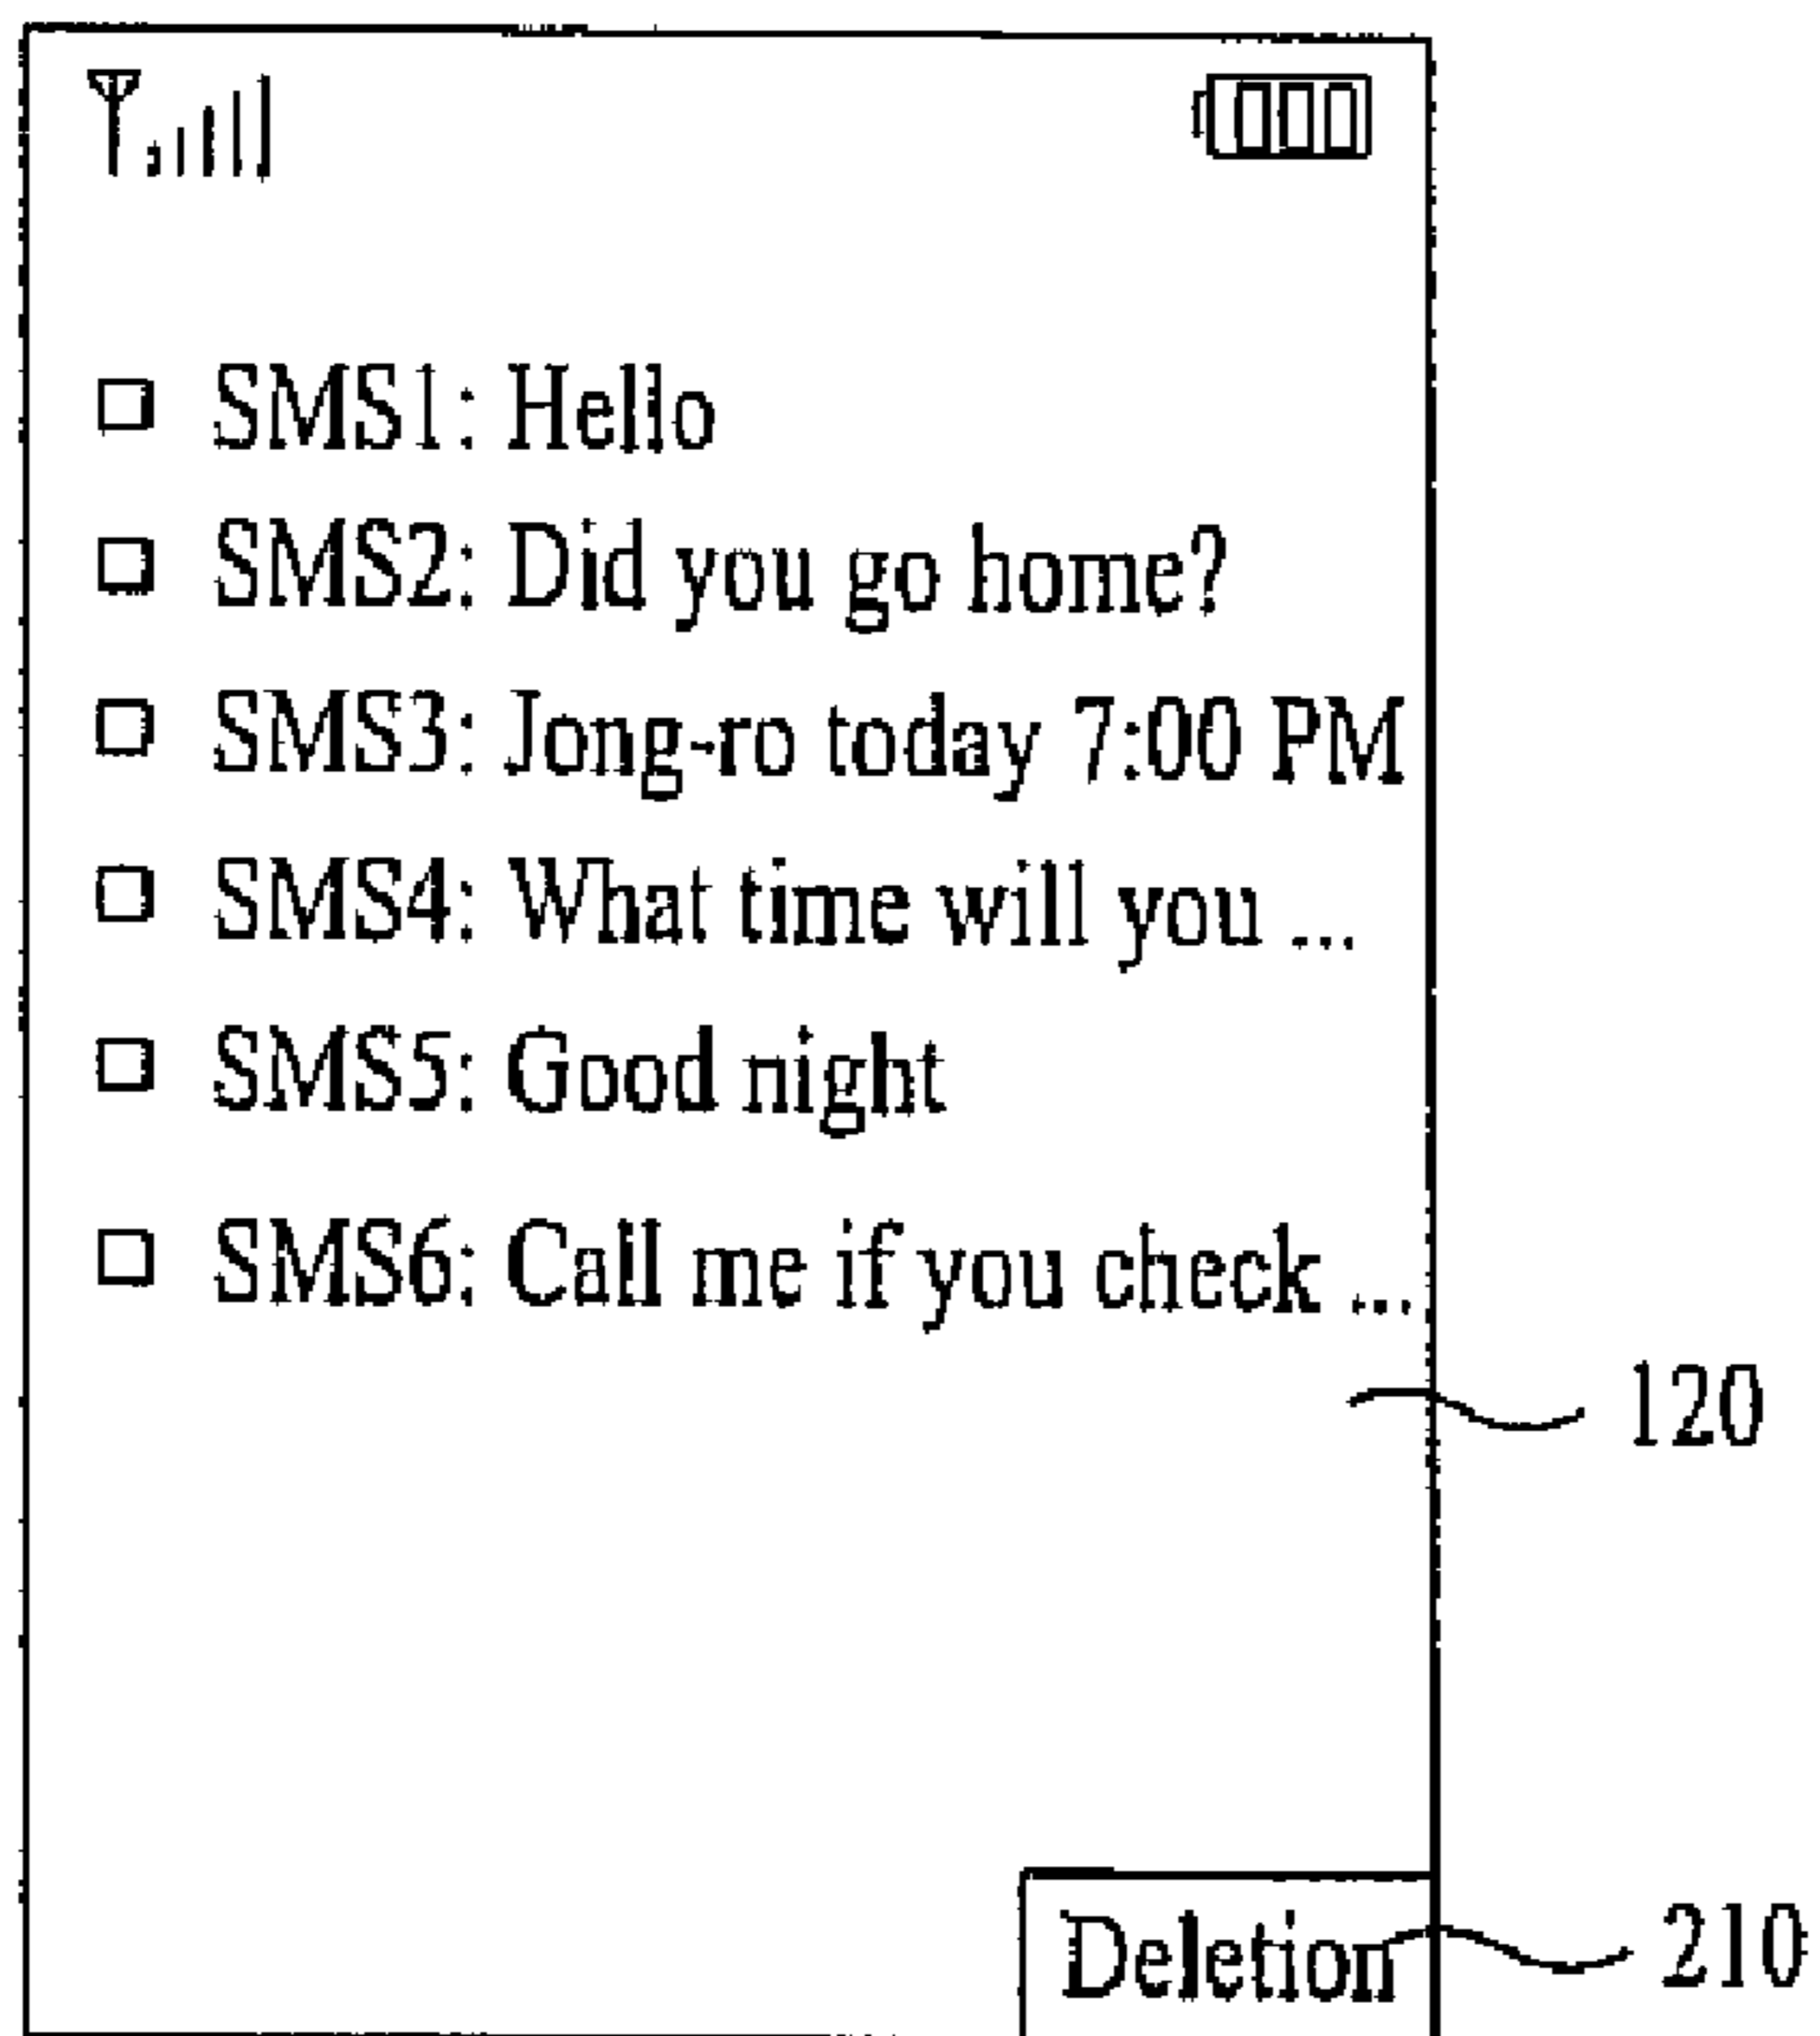 SMS1: Hello
SMS2: Did you go home?
SMS3: Jong-ro today 7:00 PM
SMS4: What time will you ...
SMS5: Good night
SMS6: Call me if you check ...
120
Deletion 210